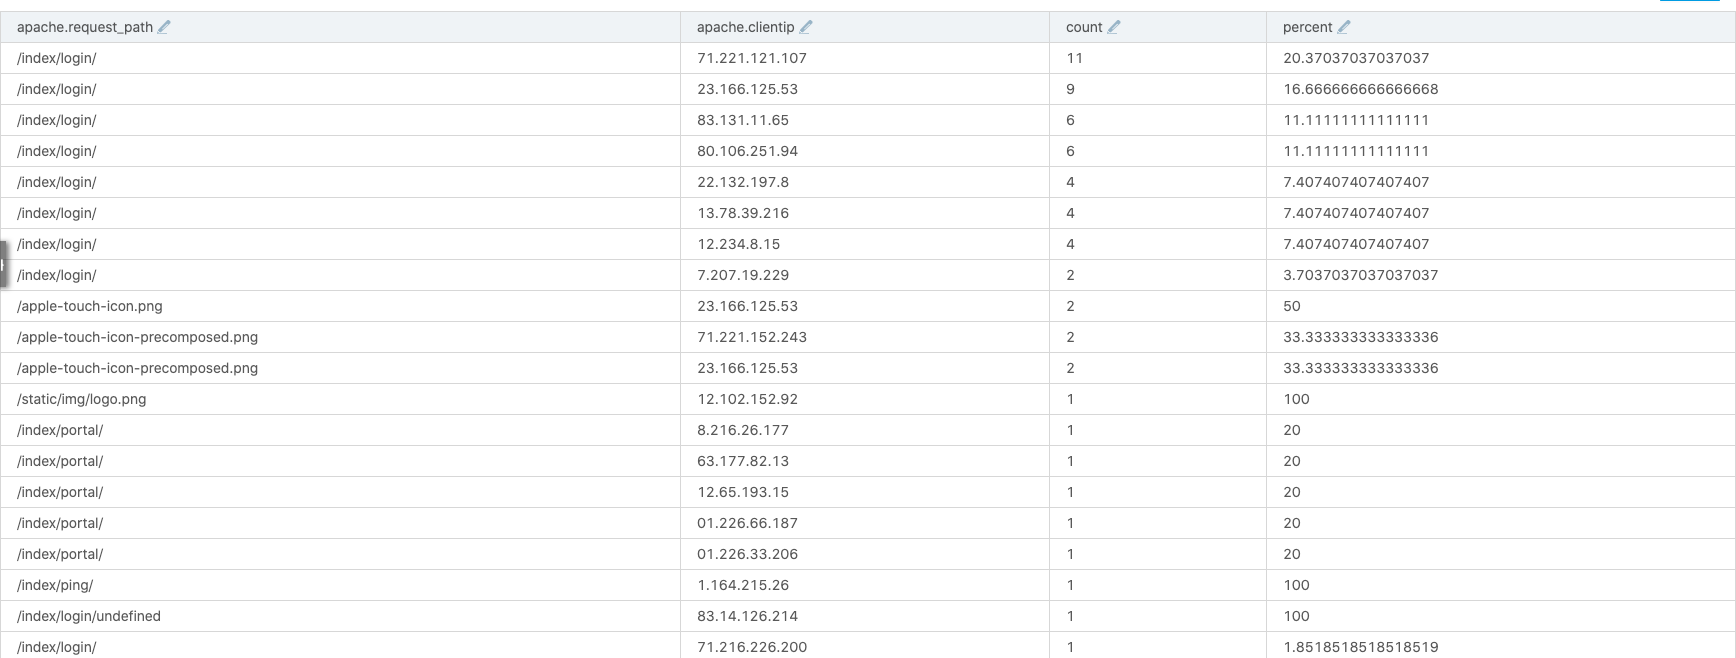 apache.request_path apache.clientip count percent
/index/login/ 71.221.121.107 11 20.37037037037037
/index/login/ 23.166.125.53 9 16.666666666666668
/index/login/ 83.131.11.65 6 11.11111111111111
/index/login/ 80.106.251.94 6 11.11111111111111
/index/login/ 22.132.197.8 4 7.407407407407407
/index/login/ 13.78.39.216 4 7.407407407407407
/index/login/ 12.234.8.15 4 7.407407407407407
/index/login/ 7.207.19.229 2 3.7037037037037037
/apple-touch-icon.png 23.166.125.53 2 50
/apple-touch-icon-precomposed.png 71.221.152.243 2 33.333333333333336
/apple-touch-icon-precomposed.png 23.166.125.53 2 33.333333333333336
/static/img/logo.png 12.102.152.92 1 100
/index/portal/ 8.216.26.177 1 20
/index/portal/ 63.177.82.13 1 20
/index/portal/ 12.65.193.15 1 20
/index/portal/ 01.226.66.187 1 20
/index/portal/ 01.226.33.206 1 20
/index/ping/ 1.164.215.26 1 100
/index/login/undefined 83.14.126.214 1 100
/index/login/ 71.216.226.200 1 1.8518518518518519